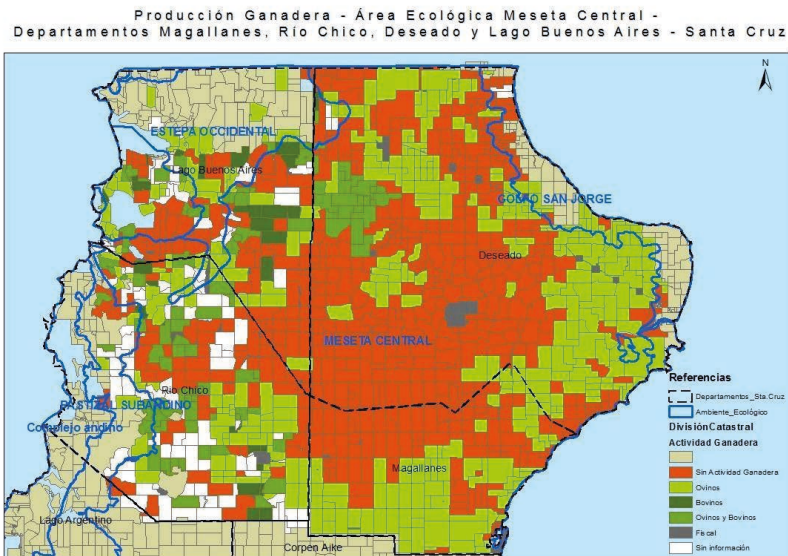 Producción Ganadera - Área Ecológica Meseta Central -
Departamentos Magallanes, Río Chico, Deseado y Lago Buenos Aires - Santa Cruz
N
ESTEPA OCCIDENTAL
Lago Buenos Aires
GOLFO SAN JORGE
Deseado
MESETA CENTRAL
Río Chico
PASTIZAL SUBANDINO
Complejo andino
Magallanes
Lago Argentino
Corpen Aike
Referencias
Departamentos_Sta.Cruz
Ambiente_Ecológico
División Catastral
Actividad Ganadera
Sin Actividad Ganadera
Ovinos
Bovinos
Ovinos y Bovinos
Fiscal
Sin información